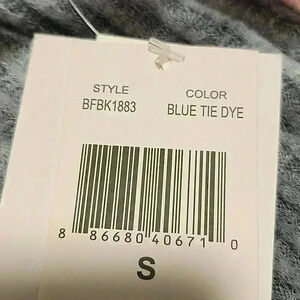 STYLE COLOR
BFBK1883 BLUE TIE DYE
8 86680 40671 0
S